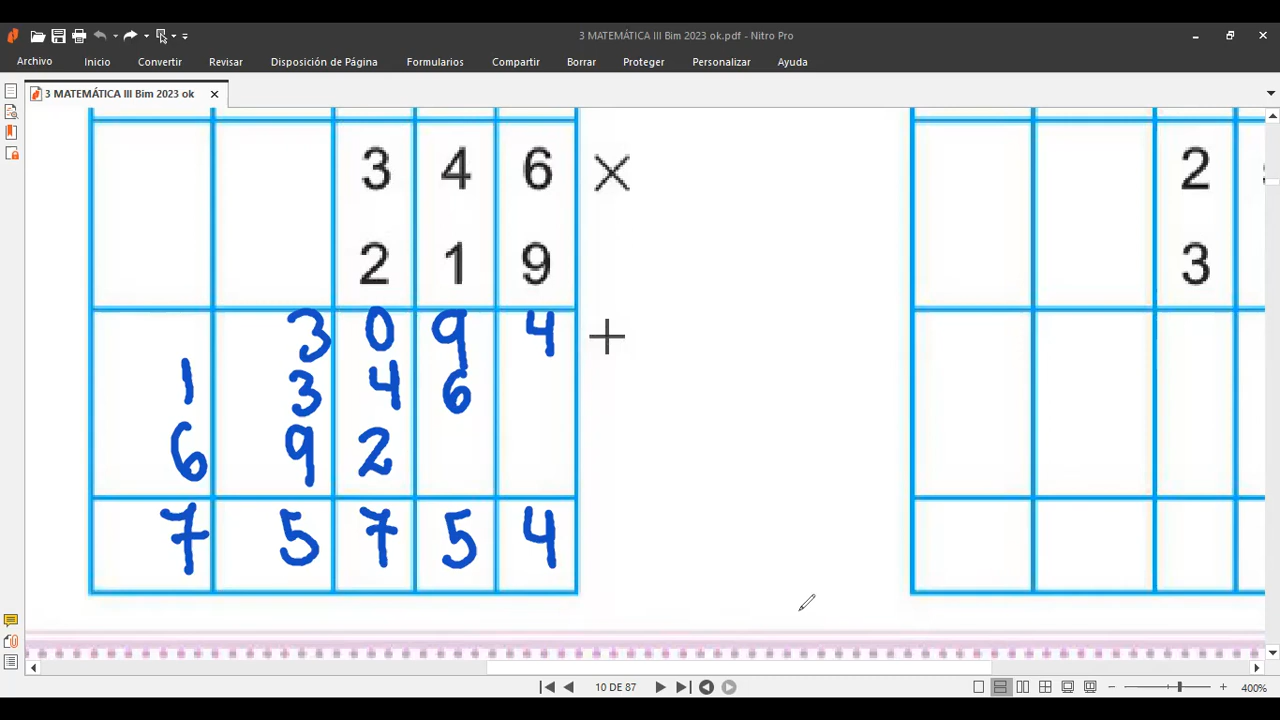 3 MATEMÁTICA III Bim 2023 ok.pdf - Nitro Pro
Archivo Inicio Convertir Revisar Disposición de Página Formularios Compartir Borrar Proteger Personalizar Ayuda
3 MATEMÁTICA III Bim 2023 ok
3 4 6 ×
2 1 9
3 0 9 4 +
1 3 4 6
6 9 2
7 5 7 5 4
2
3
10 DE 87
400%